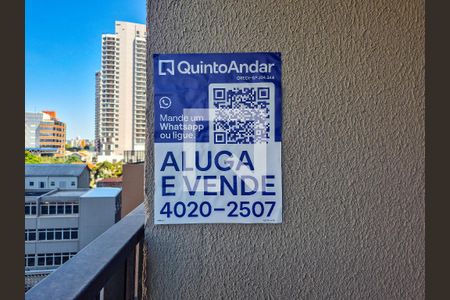 QuintoAndar
Mande um
Whatsapp
ou ligue.
ALUGA
E VENDE
4020-2507